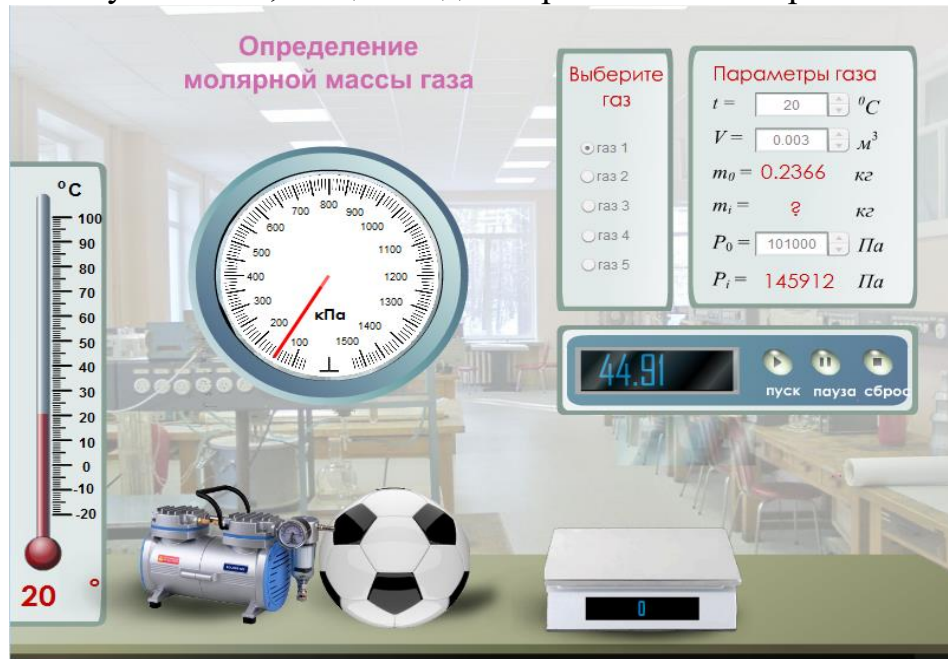 Определение
молярной массы газа
Выберите
газ
газ 1
газ 2
газ 3
газ 4
газ 5
Параметры газа
t = 20 ⁰C
V = 0.003 м³
m₀ = 0.2366 кг
mᵢ = ? кг
P₀ = 101000 Па
Pᵢ = 145912 Па
44.91
пуск пауза сброс
°C
100
90
80
70
60
50
40
30
20
10
0
-10
-20
20 °
100
200
300
400
500
600
700
800
900
1000
1100
1200
1300
1400
1500
кПа
0